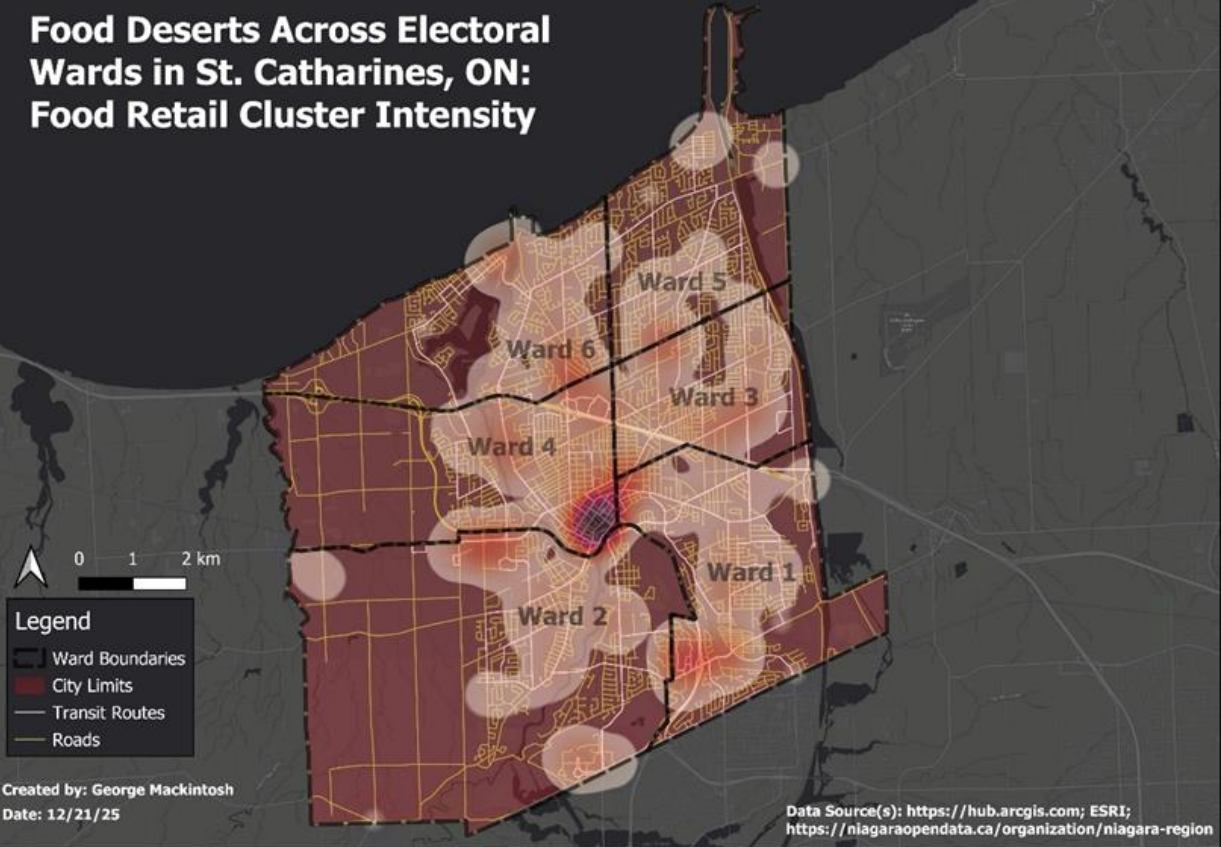 Food Deserts Across Electoral
Wards in St. Catharines, ON:
Food Retail Cluster Intensity
Ward 5
Ward 6
Ward 3
Ward 4
Ward 1
Ward 2
0 1 2 km
Legend
Ward Boundaries
City Limits
Transit Routes
Roads
Created by: George Mackintosh
Date: 12/21/25
Data Source(s): https://hub.arcgis.com; ESRI;
https://niagaraopendata.ca/organization/niagara-region